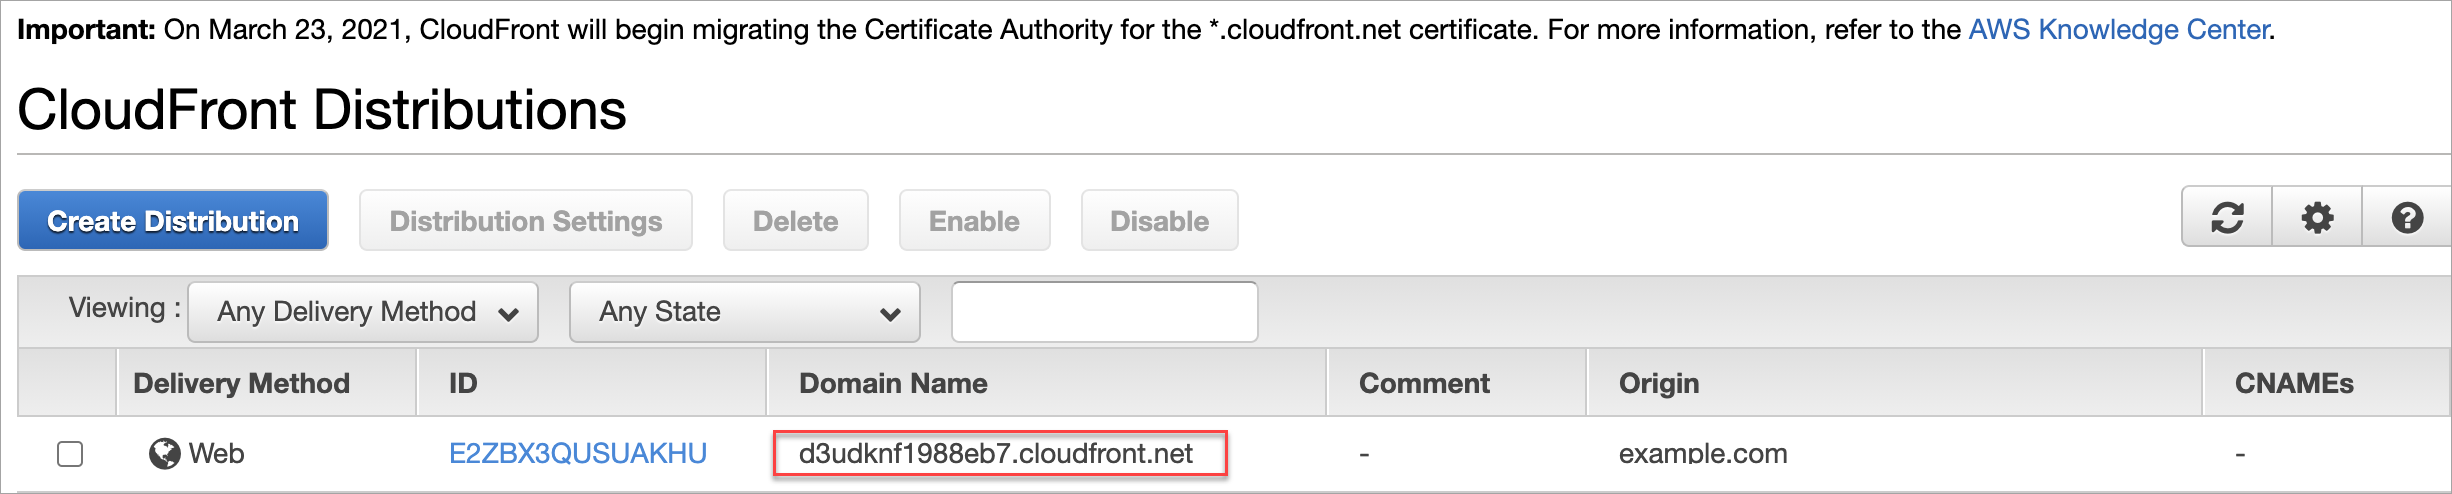 Important: On March 23, 2021, CloudFront will begin migrating the Certificate Authority for the *.cloudfront.net certificate. For more information, refer to the AWS Knowledge Center.
CloudFront Distributions
Create Distribution Distribution Settings Delete Enable Disable ?
Viewing : Any Delivery Method Any State
Delivery Method ID Domain Name Comment Origin CNAMEs
Web E2ZBX3QUSUAKHU d3udknf1988eb7.cloudfront.net - example.com -